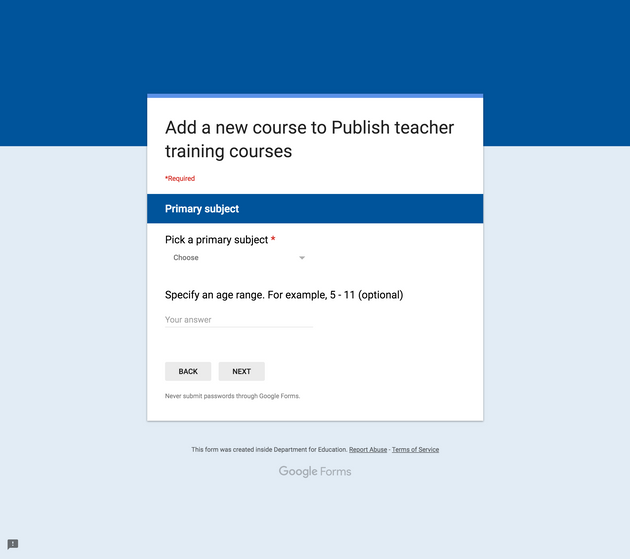 Add a new course to Publish teacher
training courses
*Required
Primary subject
Pick a primary subject *
Choose
Specify an age range. For example, 5 - 11 (optional)
Your answer
BACK NEXT
Never submit passwords through Google Forms.
This form was created inside Department for Education. Report Abuse - Terms of Service
Google Forms